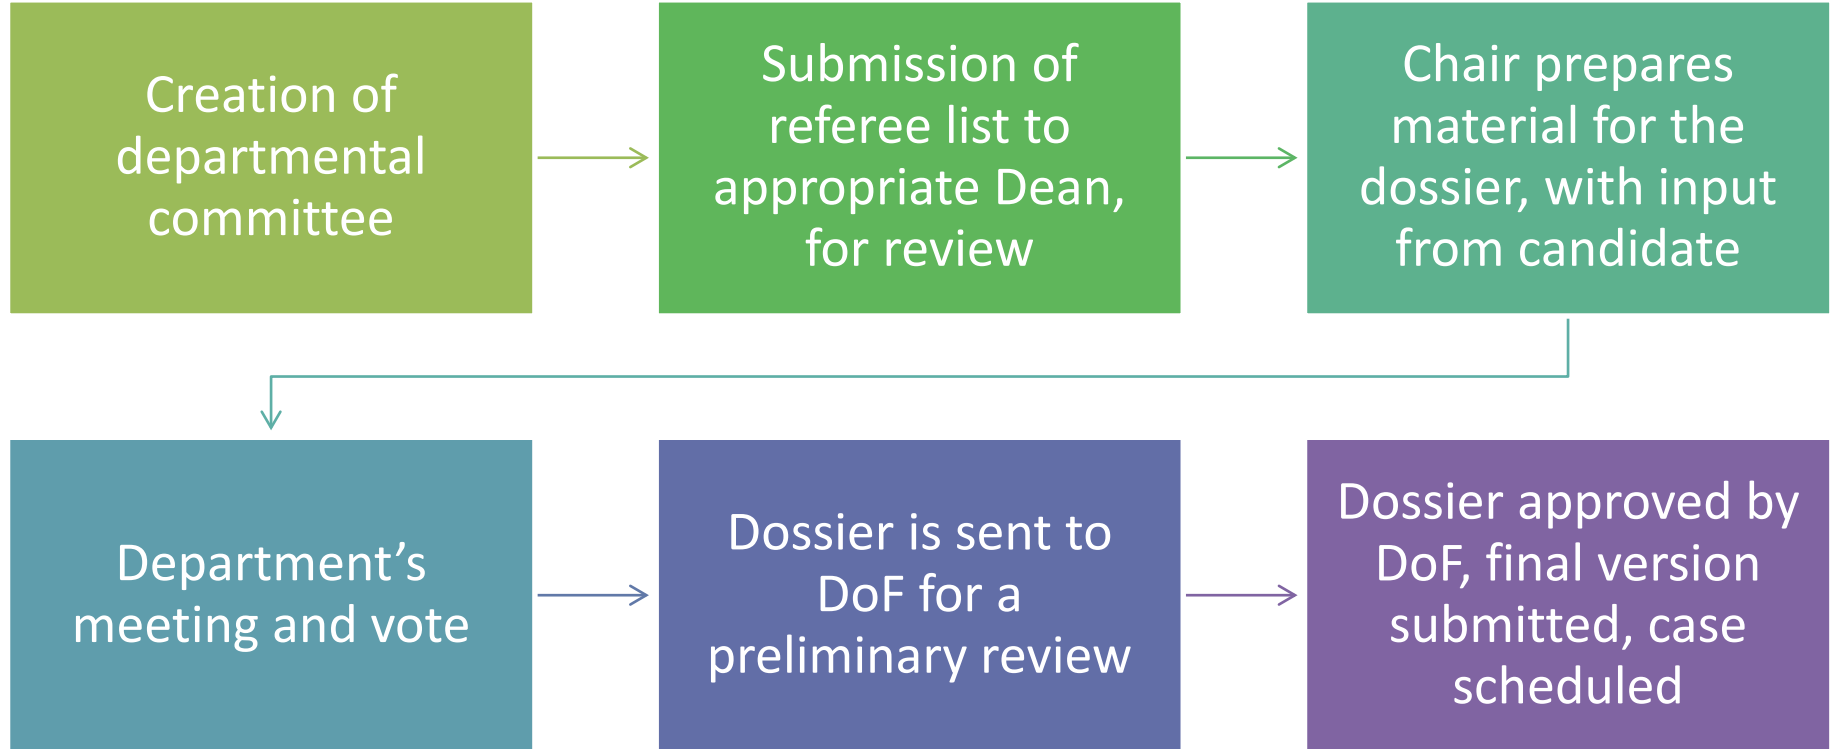 Creation of
departmental
committee
Submission of
referee list to
appropriate Dean,
for review
Chair prepares
material for the
dossier, with input
from candidate
Department’s
meeting and vote
Dossier is sent to
DoF for a
preliminary review
Dossier approved by
DoF, final version
submitted, case
scheduled